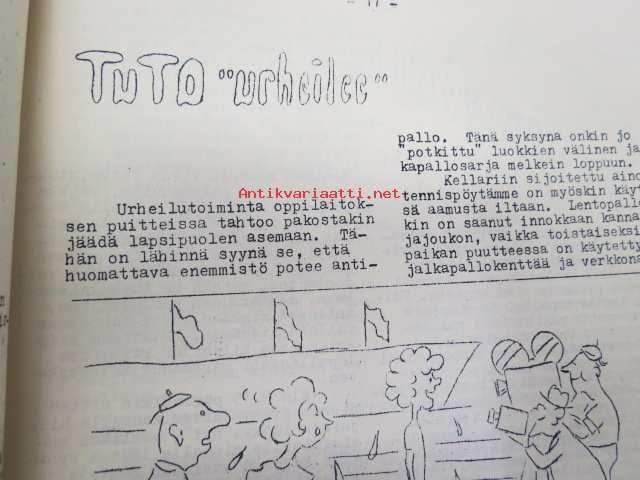 - 17 -
TuTO "urheilee"
Urheilutoiminta oppilaitok-
sen puitteissa tahtoo pakostakin
jäädä lapsipuolen asemaan. Tä-
hän on lähinnä syynä se, että
huomattava enemmistö potee anti-
pallo. Tänä syksynä onkin jo
"potkittu" luokkien välinen ja
kapallosarja melkein loppuun.
Kellariin sijoitettu aino
tennispöytämme on myöskin käy
sä aamusta iltaan. Lentopallo
kin on saanut innokkaan kanna
jajoukon, vaikka toistaiseksi
paikan puutteessa on käytetty
jalkapallokenttää ja verkkona
Antikvariaatti.net